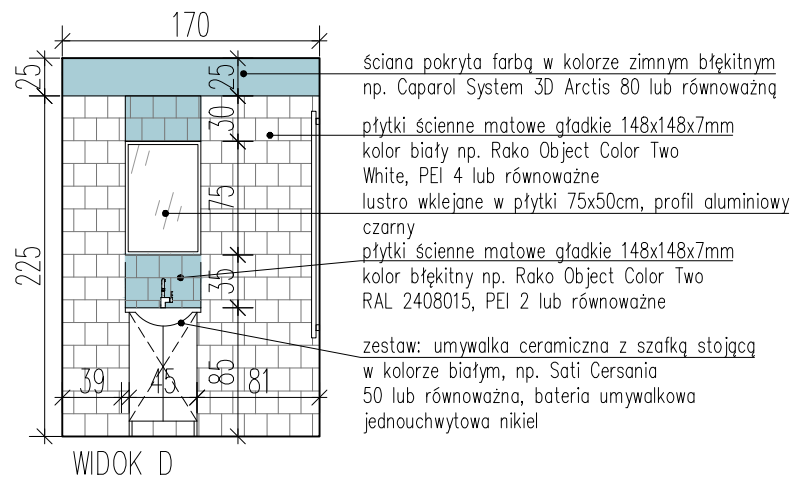 170
25
25
ściana pokryta farbą w kolorze zimnym błękitnym
np. Caparol System 3D Arctis 80 lub równoważną
30
płytki ścienne matowe gładkie 148x148x7mm
kolor biały np. Rako Object Color Two
White, PEI 4 lub równoważne
75
lustro wklejane w płytki 75x50cm, profil aluminiowy
czarny
225
35
płytki ścienne matowe gładkie 148x148x7mm
kolor błękitny np. Rako Object Color Two
RAL 2408015, PEI 2 lub równoważne
zestaw: umywalka ceramiczna z szafką stojącą
w kolorze białym, np. Sati Cersania
50 lub równoważna, bateria umywalkowa
jednouchwytowa nikiel
85
39
45
81
WIDOK D